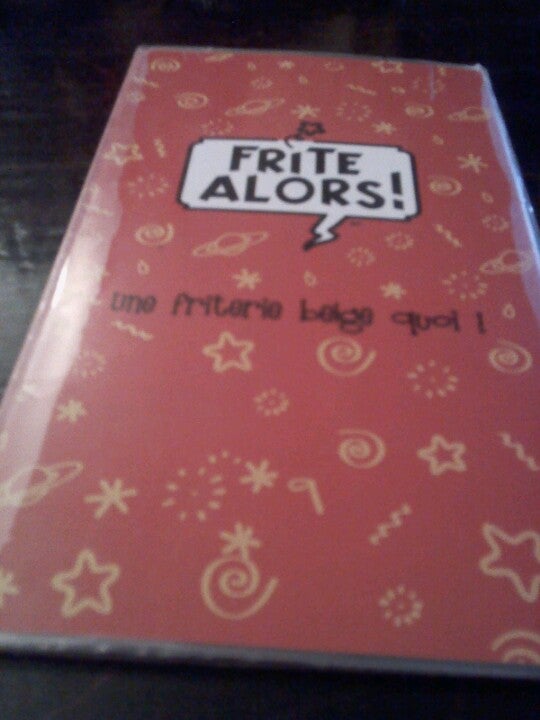 FRITE
ALORS!
une friterie belge quoi !